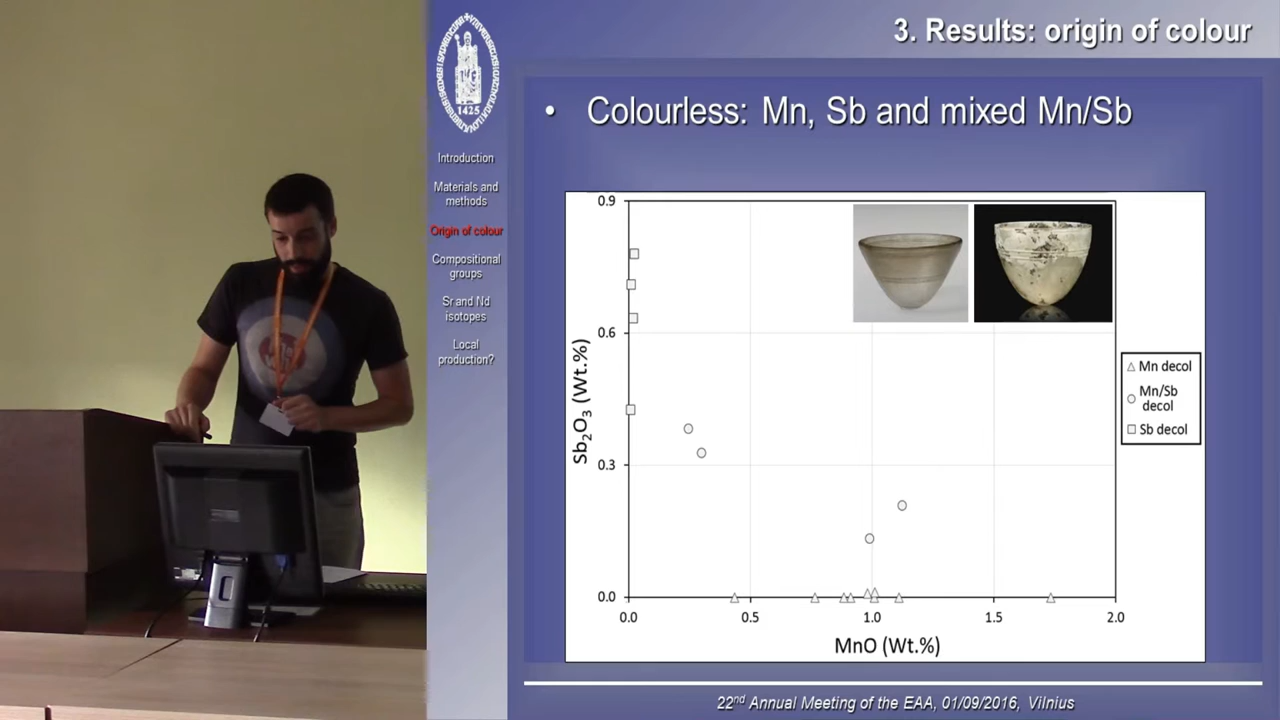 3. Results: origin of colour
1425
Introduction
Materials and
methods
Origin of colour
Compositional
groups
Sr and Nd
isotopes
Local
production?
• Colourless: Mn, Sb and mixed Mn/Sb
0.9
0.6
0.3
0.0
Sb₂O₃ (Wt.%)
0.0 0.5 1.0 1.5 2.0
MnO (Wt.%)
Mn decol
Mn/Sb
decol
Sb decol
22nd Annual Meeting of the EAA, 01/09/2016, Vilnius